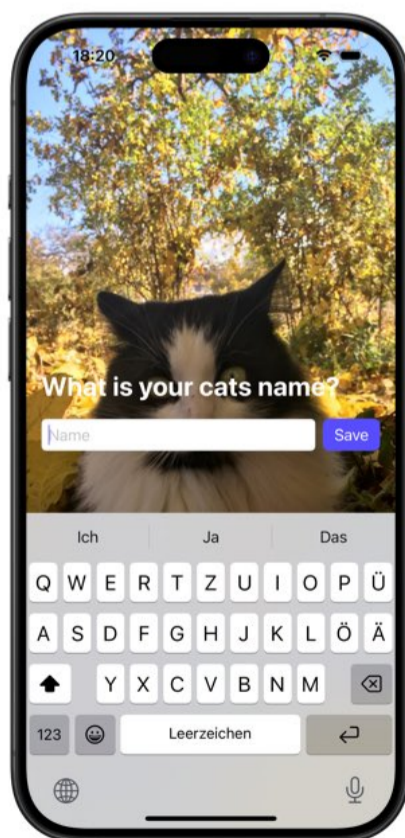 18:20
What is your cats name?
Name
Save
Ich
Ja
Das
Q W E R T Z U I O P Ü
A S D F G H J K L Ö Ä
Y X C V B N M
123
Leerzeichen